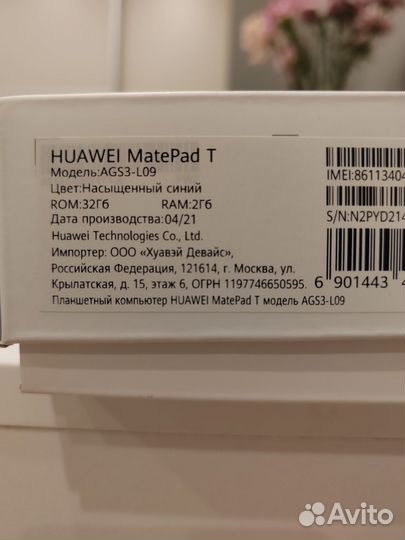 HUAWEI MatePad T
Модель:AGS3-L09
Цвет:Насыщенный синий
ROM:32Гб RAM:2Гб
Дата производства:04/21
Huawei Technologies Co., Ltd.
Импортер: ООО «Хуавэй Девайс»,
Российская Федерация, 121614, г. Москва, ул.
Крылатская, д. 15, этаж 6, ОГРН 1197746650595.
Планшетный компьютер HUAWEI MatePad T модель AGS3-L09
IMEI:86113404
S/N:N2PYD214
6 901443 4
Avito